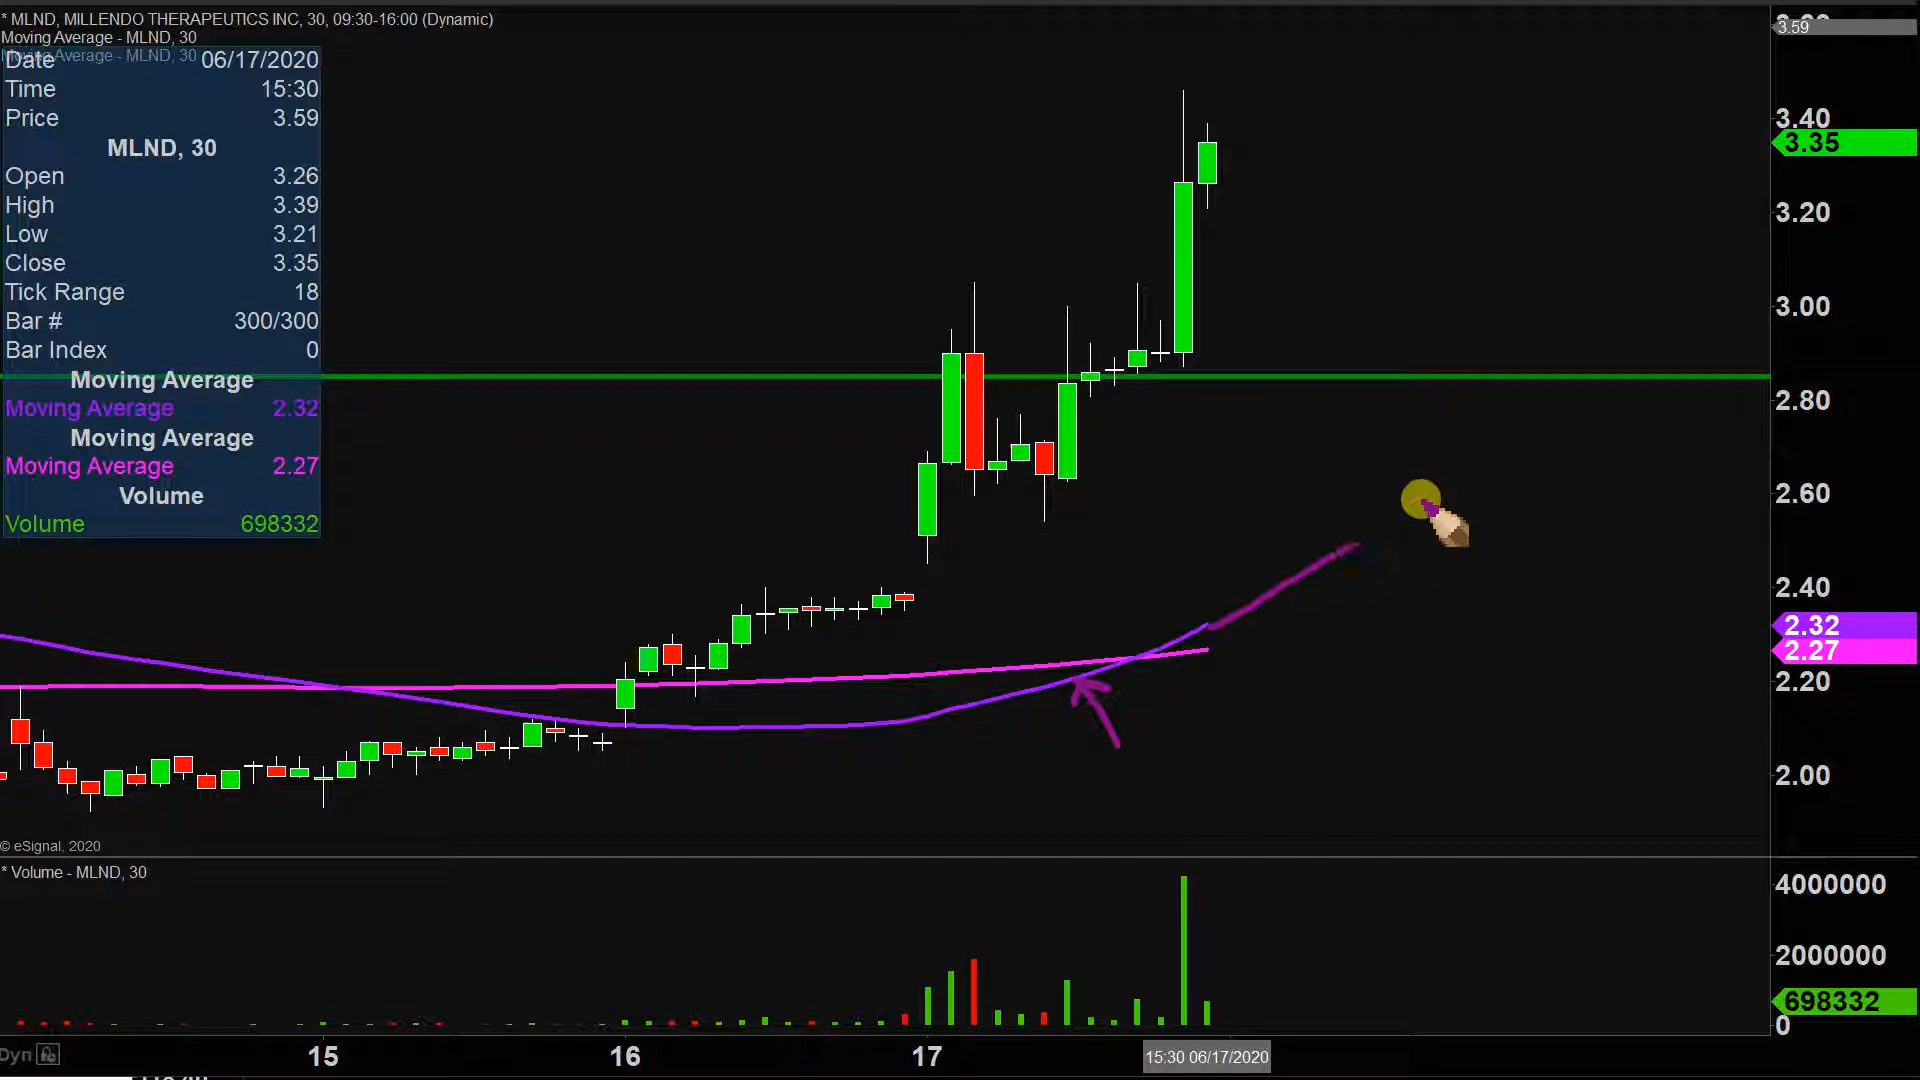 * MLND, MILLENDO THERAPEUTICS INC, 30, 09:30-16:00 (Dynamic)
Moving Average - MLND, 30
Moving Average - MLND, 30
Date 06/17/2020
Time 15:30
Price 3.59
MLND, 30
Open 3.26
High 3.39
Low 3.21
Close 3.35
Tick Range 18
Bar # 300/300
Bar Index 0
Moving Average
Moving Average 2.32
Moving Average
Moving Average 2.27
Volume
Volume 698332
3.59
3.40
3.35
3.20
3.00
2.80
2.60
2.40
2.32
2.27
2.20
2.00
© eSignal, 2020
* Volume - MLND, 30
4000000
2000000
698332
0
Dyn
15
16
17
15:30 06/17/2020